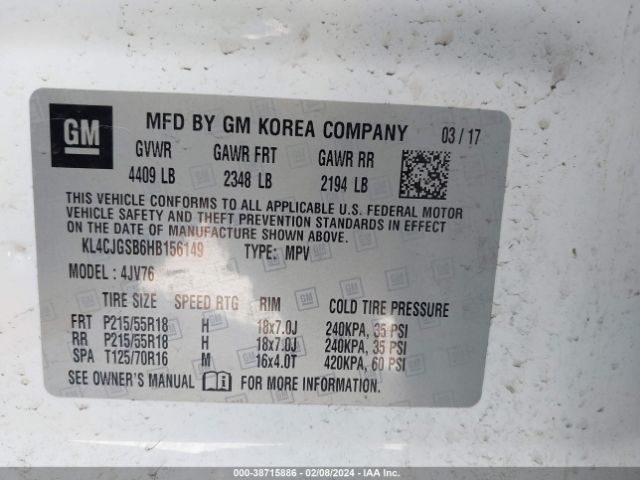 GM
MFD BY GM KOREA COMPANY 03 / 17
GVWR GAWR FRT GAWR RR
4409 LB 2348 LB 2194 LB
THIS VEHICLE CONFORMS TO ALL APPLICABLE U.S. FEDERAL MOTOR
VEHICLE SAFETY AND THEFT PREVENTION STANDARDS IN EFFECT
ON THE DATE OF MANUFACTURE SHOWN ABOVE.
KL4CJGSB6HB156149 TYPE: MPV
MODEL : 4JV76
TIRE SIZE SPEED RTG RIM COLD TIRE PRESSURE
FRT P215/55R18 H 18x7.0J 240KPA, 35 PSI
RR P215/55R18 H 18x7.0J 240KPA, 35 PSI
SPA T125/70R16 M 16x4.0T 420KPA, 60 PSI
SEE OWNER'S MANUAL FOR MORE INFORMATION.
000-38715886 - 02/08/2024 - IAA Inc.